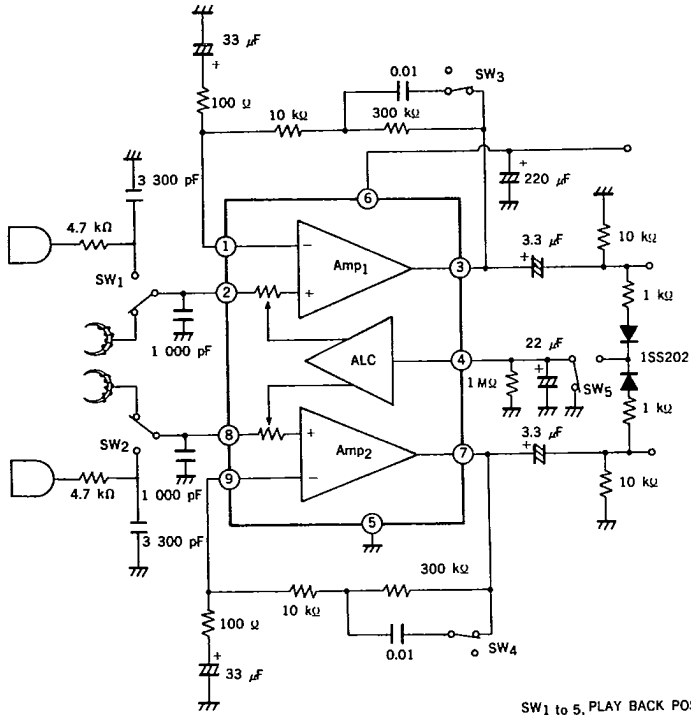 33 μF
+
100 Ω
10 kΩ
0.01
SW3
300 kΩ
3 300 pF
4.7 kΩ
SW1
1 000 pF
6
+
220 μF
1
2
−
+
Amp1
3
3.3 μF
+
10 kΩ
1 kΩ
ALC
4
22 μF
+
1 MΩ
SW5
1SS202
1 kΩ
SW2
8
9
+
−
Amp2
7
3.3 μF
+
10 kΩ
4.7 kΩ
1 000 pF
3 300 pF
5
10 kΩ
300 kΩ
100 Ω
+
33 μF
0.01
SW4
SW1 to 5, PLAY BACK POS